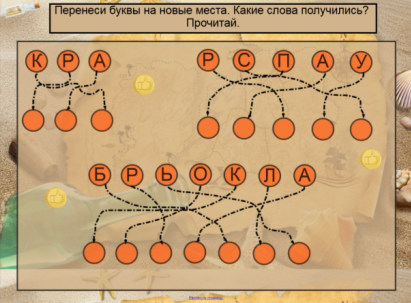 Перенеси буквы на новые места. Какие слова получились?
Прочитай.
К Р А
Р С П А У
Б Р Ь О К Л А